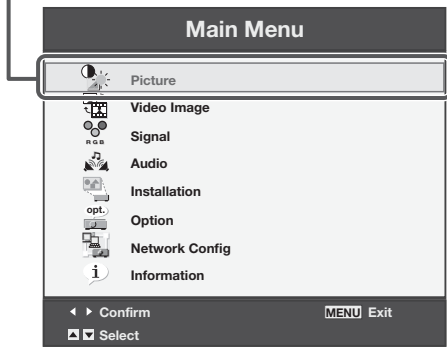 Main Menu
Picture
Video Image
RGB
Signal
Audio
Installation
opt.
Option
Network Config
i
Information
Confirm
MENU Exit
Select